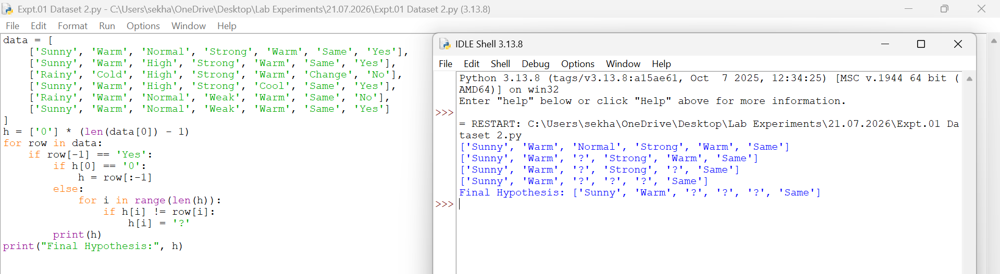 Expt.01 Dataset 2.py - C:\Users\sekha\OneDrive\Desktop\Lab Experiments\21.07.2026\Expt.01 Dataset 2.py (3.13.8)
File Edit Format Run Options Window Help
data = [
    ['Sunny', 'Warm', 'Normal', 'Strong', 'Warm', 'Same', 'Yes'],
    ['Sunny', 'Warm', 'High', 'Strong', 'Warm', 'Same', 'Yes'],
    ['Rainy', 'Cold', 'High', 'Strong', 'Warm', 'Change', 'No'],
    ['Sunny', 'Warm', 'High', 'Strong', 'Cool', 'Same', 'Yes'],
    ['Rainy', 'Warm', 'Normal', 'Weak', 'Warm', 'Same', 'No'],
    ['Sunny', 'Warm', 'Normal', 'Weak', 'Warm', 'Same', 'Yes']
]
h = ['0'] * (len(data[0]) - 1)
for row in data:
    if row[-1] == 'Yes':
        if h[0] == '0':
            h = row[:-1]
        else:
            for i in range(len(h)):
                if h[i] != row[i]:
                    h[i] = '?'
        print(h)
print("Final Hypothesis:", h)
IDLE Shell 3.13.8
File Edit Shell Debug Options Window Help
Python 3.13.8 (tags/v3.13.8:a15ae61, Oct  7 2025, 12:34:25) [MSC v.1944 64 bit (
AMD64)] on win32
Enter "help" below or click "Help" above for more information.
>>>
= RESTART: C:\Users\sekha\OneDrive\Desktop\Lab Experiments\21.07.2026\Expt.01 Da
taset 2.py
['Sunny', 'Warm', 'Normal', 'Strong', 'Warm', 'Same']
['Sunny', 'Warm', '?', 'Strong', 'Warm', 'Same']
['Sunny', 'Warm', '?', 'Strong', '?', 'Same']
['Sunny', 'Warm', '?', '?', '?', 'Same']
Final Hypothesis: ['Sunny', 'Warm', '?', '?', '?', 'Same']
>>>